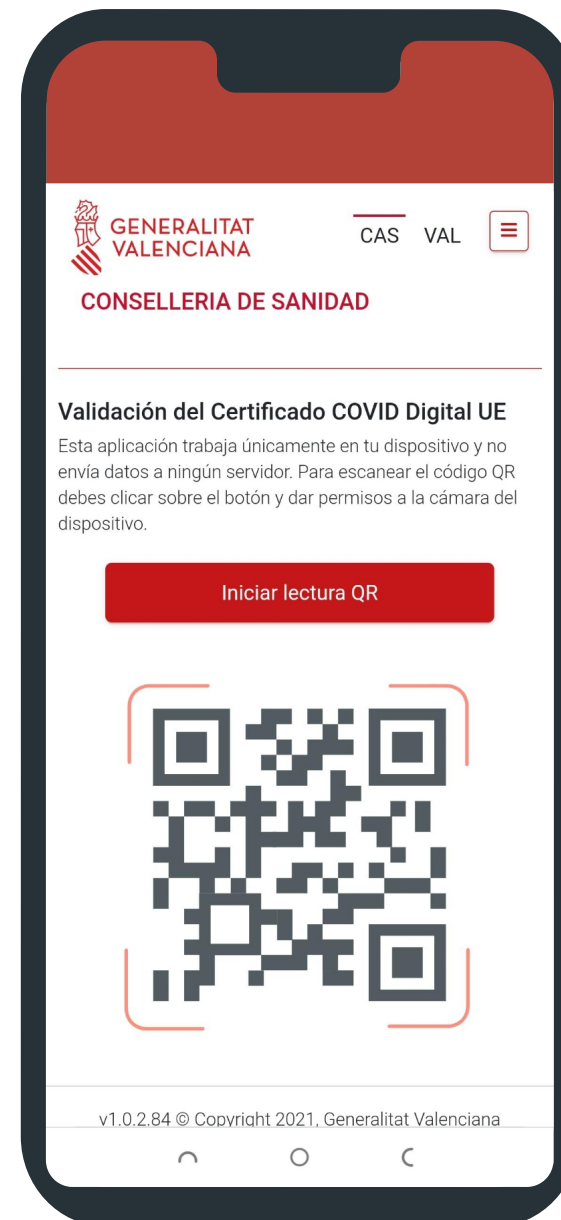 GENERALITAT
VALENCIANA
CAS VAL
CONSELLERIA DE SANIDAD
Validación del Certificado COVID Digital UE
Esta aplicación trabaja únicamente en tu dispositivo y no
envía datos a ningún servidor. Para escanear el código QR
debes clicar sobre el botón y dar permisos a la cámara del
dispositivo.
Iniciar lectura QR
v1.0.2.84 © Copyright 2021, Generalitat Valenciana